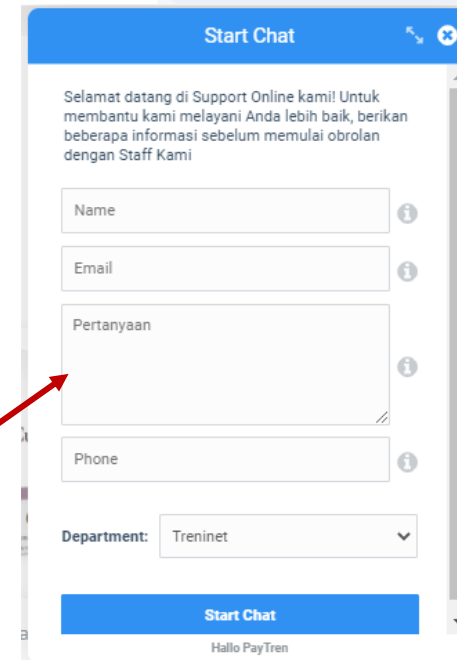 Start Chat
Selamat datang di Support Online kami! Untuk
membantu kami melayani Anda lebih baik, berikan
beberapa informasi sebelum memulai obrolan
dengan Staff Kami
Name
Email
Pertanyaan
Phone
Department: Treninet
Start Chat
Hallo PayTren